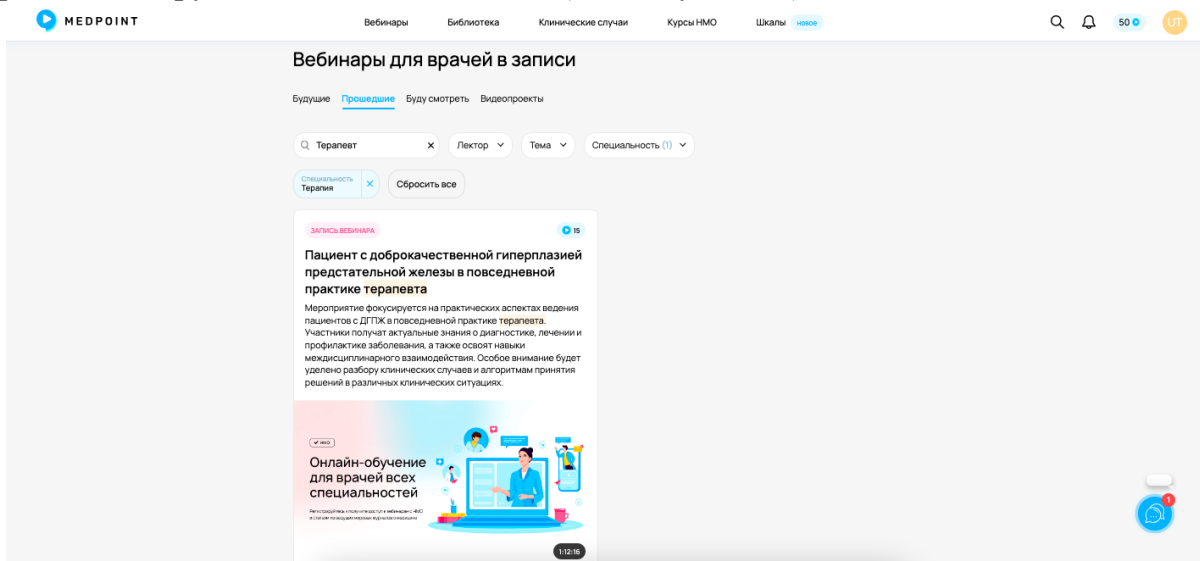 MEDPOINT
Вебинары Библиотека Клинические случаи Курсы НМО Шкалы новое
50 UT
Вебинары для врачей в записи
Будущие Прошедшие Буду смотреть Видеопроекты
Терапевт Лектор Тема Специальность (1)
Специальность
Терапия
Сбросить все
ЗАПИСЬ ВЕБИНАРА 15
Пациент с доброкачественной гиперплазией
предстательной железы в повседневной
практике терапевта
Мероприятие фокусируется на практических аспектах ведения
пациентов с ДГПЖ в повседневной практике терапевта.
Участники получат актуальные знания о диагностике, лечении и
профилактике заболевания, а также освоят навыки
междисциплинарного взаимодействия. Особое внимание будет
уделено разбору клинических случаев и алгоритмам принятия
решений в различных клинических ситуациях.
НМО
Онлайн-обучение
для врачей всех
специальностей
1:12:16
1